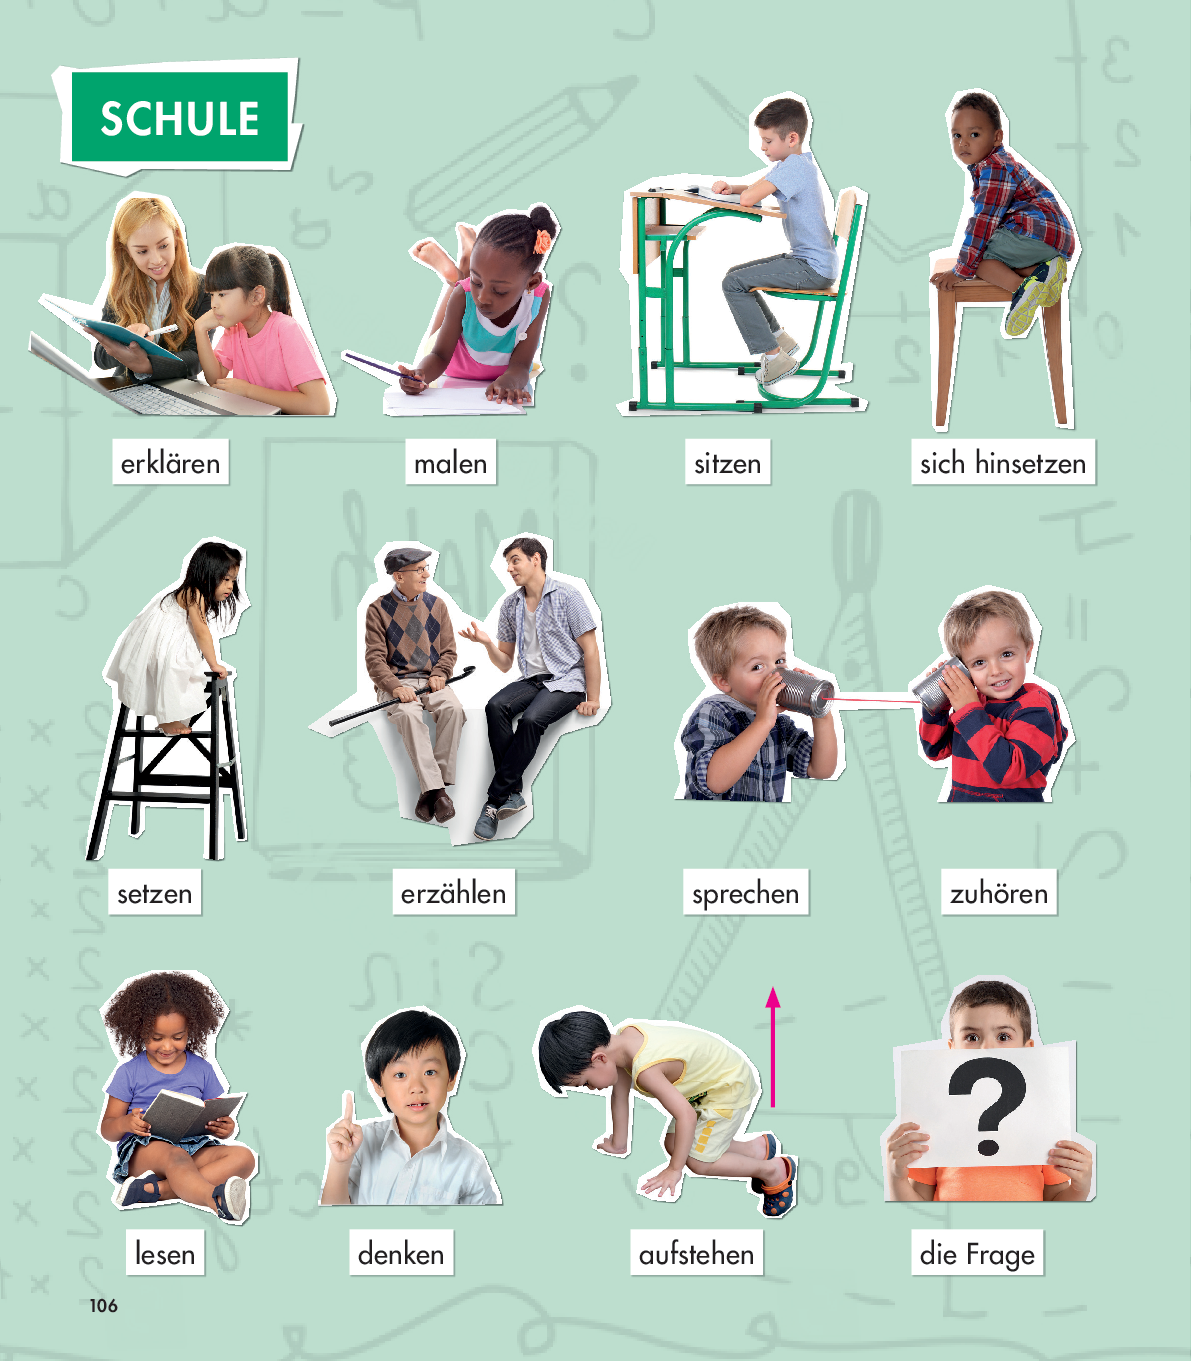 SCHULE
erklären
malen
sitzen
sich hinsetzen
setzen
erzählen
sprechen
zuhören
lesen
denken
aufstehen
die Frage
?
106